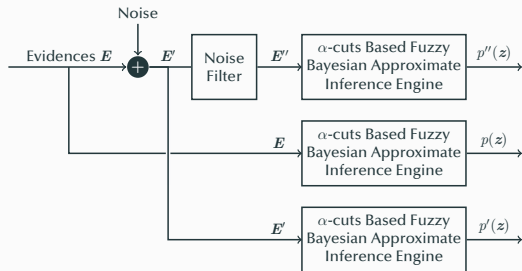 Noise
Evidences E
+
E′
Noise
Filter
E″
α-cuts Based Fuzzy
Bayesian Approximate
Inference Engine
p″(z)
E
α-cuts Based Fuzzy
Bayesian Approximate
Inference Engine
p(z)
E′
α-cuts Based Fuzzy
Bayesian Approximate
Inference Engine
p′(z)